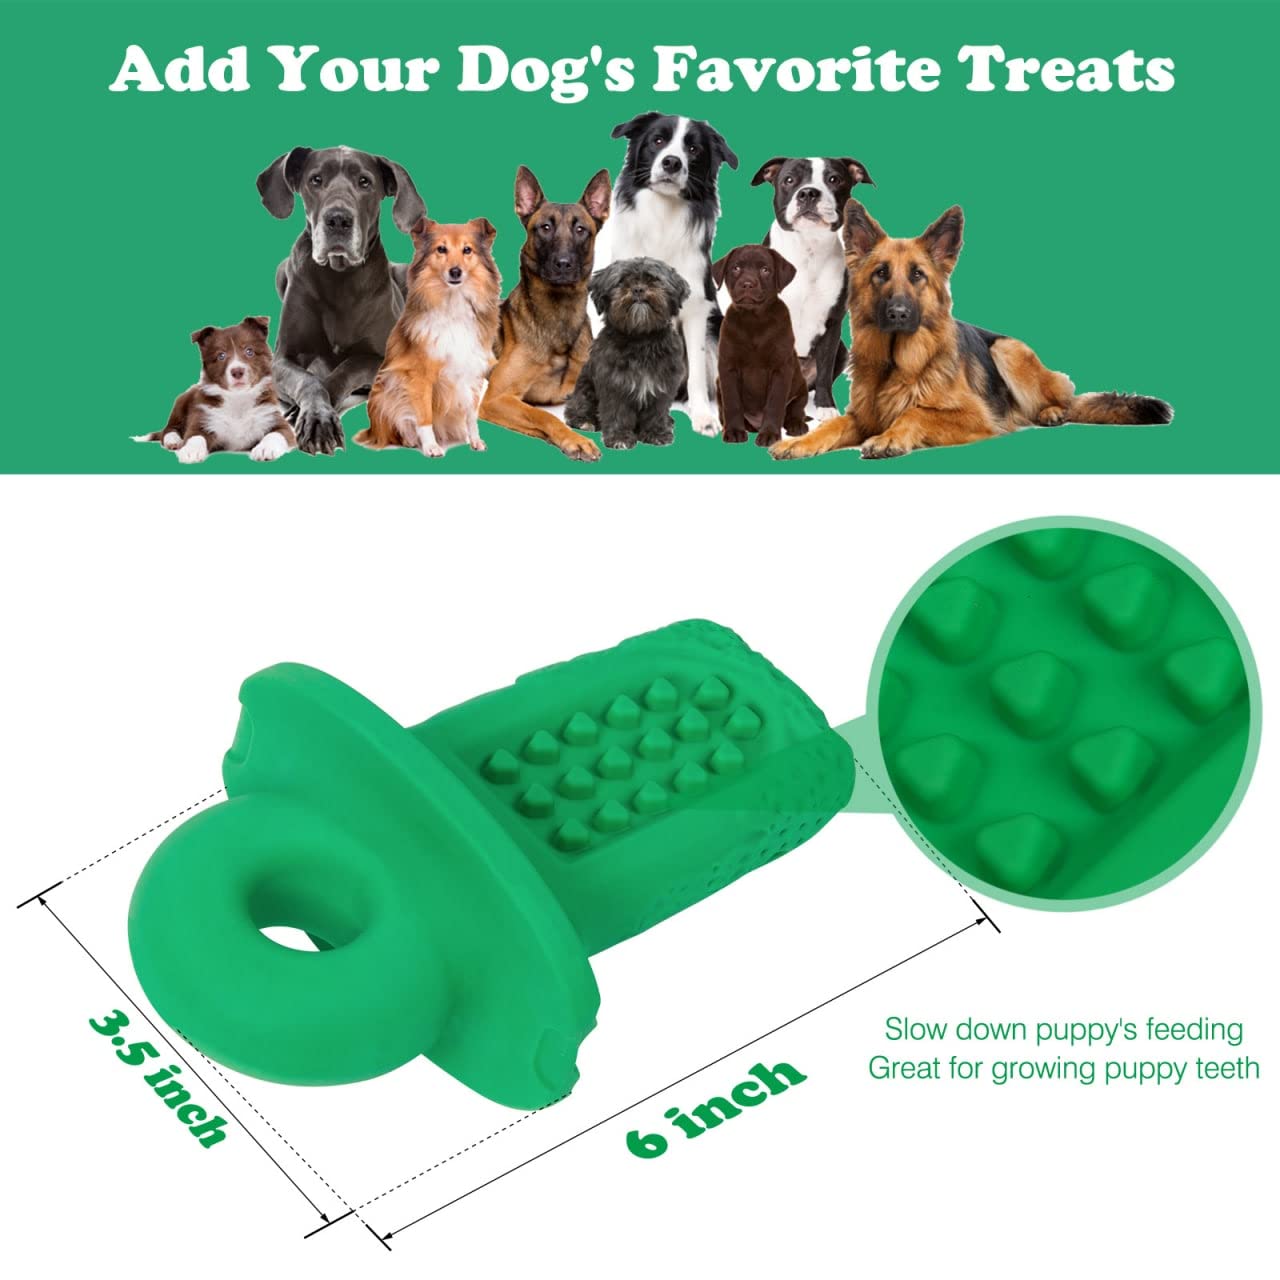 Add Your Dog's Favorite Treats
Slow down puppy's feeding
Great for growing puppy teeth
3.5 inch
6 inch